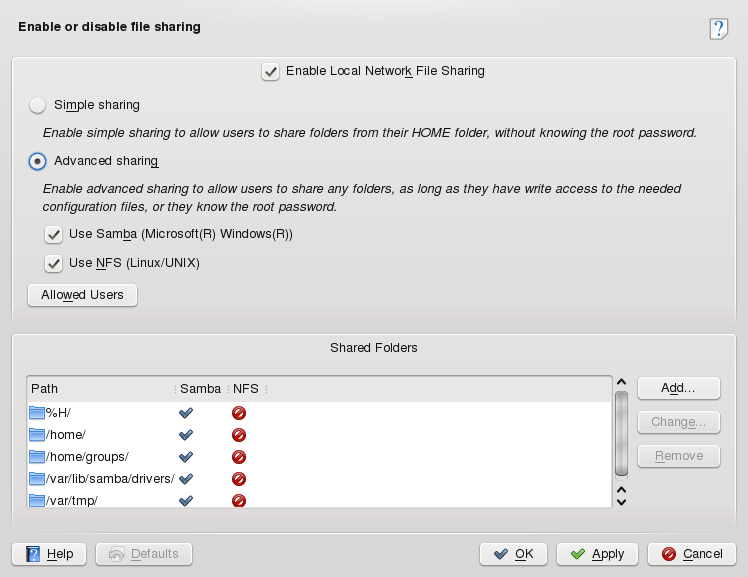 Enable or disable file sharing
?
Enable Local Network File Sharing
Simple sharing
Enable simple sharing to allow users to share folders from their HOME folder, without knowing the root password.
Advanced sharing
Enable advanced sharing to allow users to share any folders, as long as they have write access to the needed
configuration files, or they know the root password.
Use Samba (Microsoft(R) Windows(R))
Use NFS (Linux/UNIX)
Allowed Users
Shared Folders
Path Samba NFS
%H/
/home/
/home/groups/
/var/lib/samba/drivers/
/var/tmp/
Add...
Change...
Remove
? Help Defaults OK Apply Cancel